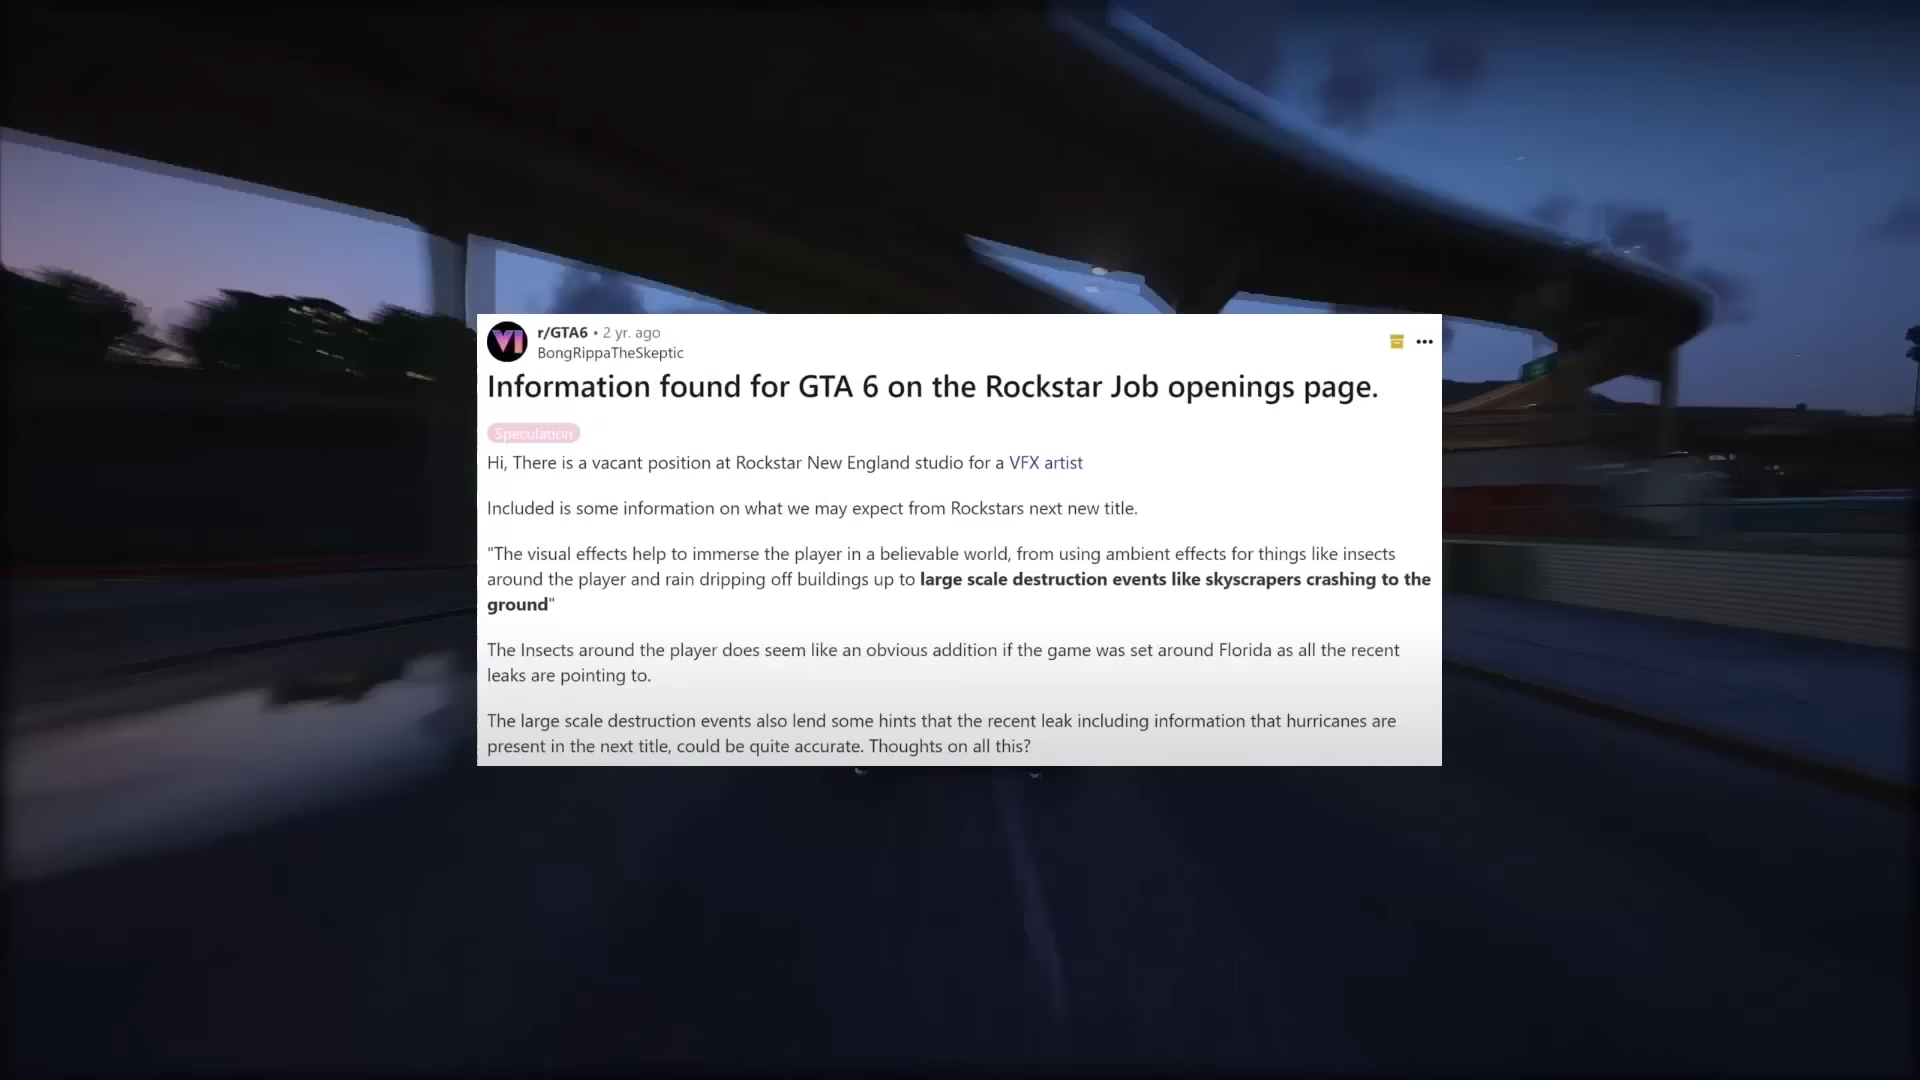 VI
r/GTA6 • 2 yr. ago
BongRippaTheSkeptic
Information found for GTA 6 on the Rockstar Job openings page.
Speculation
Hi, There is a vacant position at Rockstar New England studio for a VFX artist
Included is some information on what we may expect from Rockstars next new title.
"The visual effects help to immerse the player in a believable world, from using ambient effects for things like insects
around the player and rain dripping off buildings up to large scale destruction events like skyscrapers crashing to the
ground"
The Insects around the player does seem like an obvious addition if the game was set around Florida as all the recent
leaks are pointing to.
The large scale destruction events also lend some hints that the recent leak including information that hurricanes are
present in the next title, could be quite accurate. Thoughts on all this?